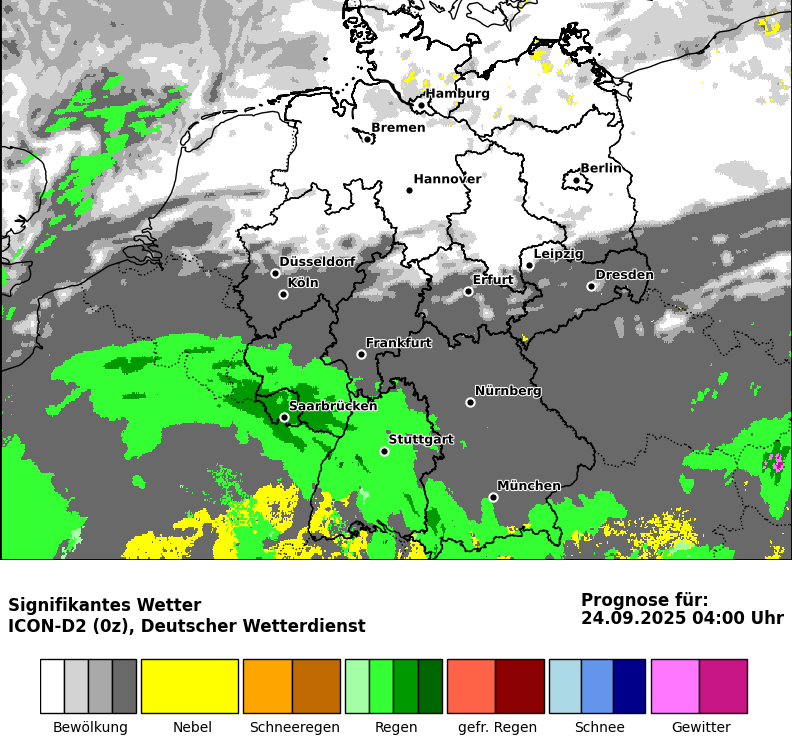 Hamburg
Bremen
Berlin
Hannover
Leipzig
Düsseldorf
Dresden
Köln
Erfurt
Frankfurt
Nürnberg
Saarbrücken
Stuttgart
München
Signifikantes Wetter
ICON-D2 (0z), Deutscher Wetterdienst
Prognose für:
24.09.2025 04:00 Uhr
Bewölkung Nebel Schneeregen Regen gefr. Regen Schnee Gewitter